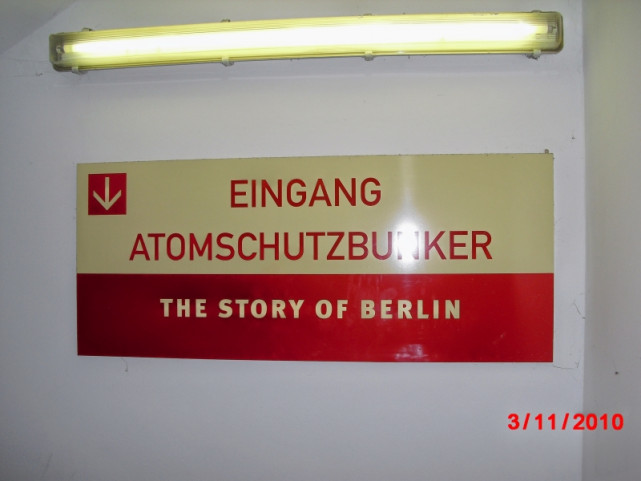 EINGANG
ATOMSCHUTZBUNKER
THE STORY OF BERLIN
3/11/2010